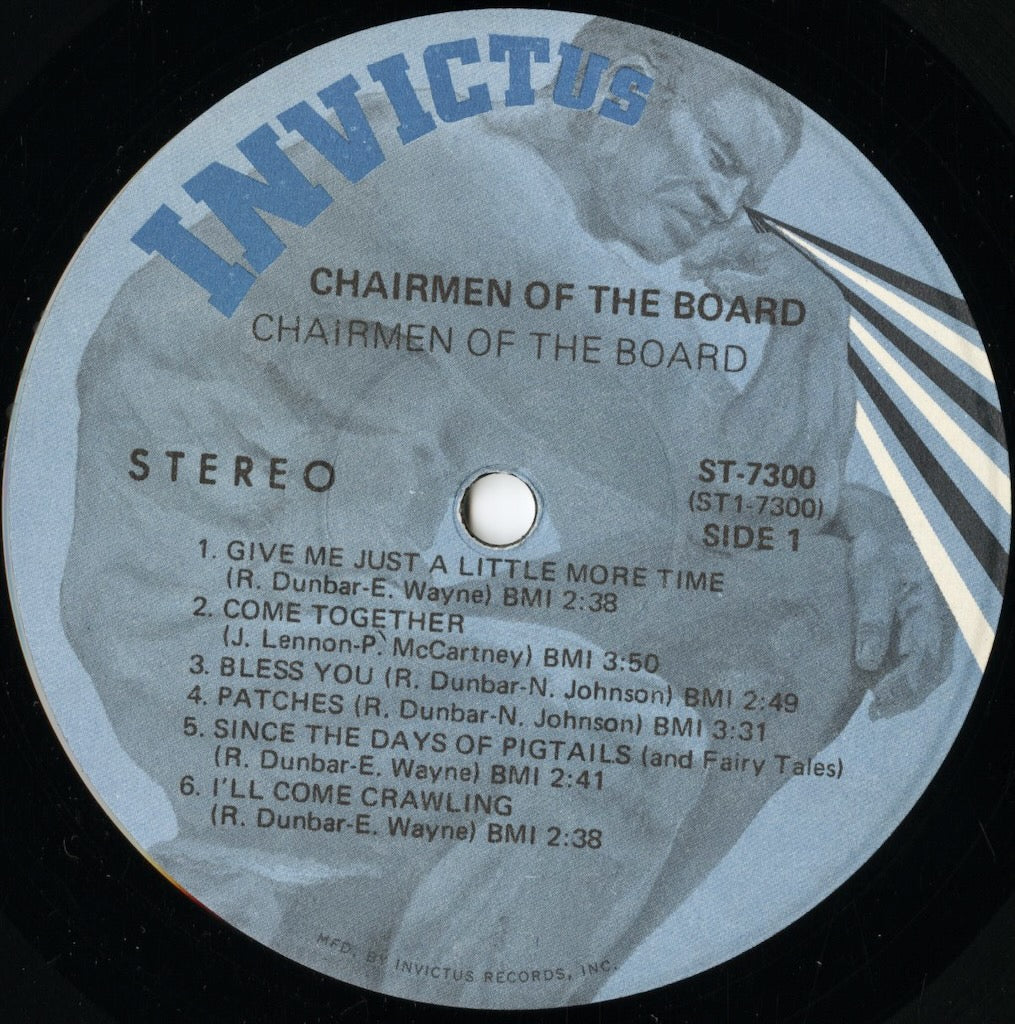 INVICTUS
CHAIRMEN OF THE BOARD
CHAIRMEN OF THE BOARD
STEREO
ST-7300
(ST1-7300)
SIDE 1
1. GIVE ME JUST A LITTLE MORE TIME
(R. Dunbar-E. Wayne) BMI 2:38
2. COME TOGETHER
(J. Lennon-P. McCartney) BMI 3:50
3. BLESS YOU (R. Dunbar-N. Johnson) BMI 2:49
4. PATCHES (R. Dunbar-N. Johnson) BMI 3:31
5. SINCE THE DAYS OF PIGTAILS (and Fairy Tales)
(R. Dunbar-E. Wayne) BMI 2:41
6. I'LL COME CRAWLING
(R. Dunbar-E. Wayne) BMI 2:38
MFD. BY INVICTUS RECORDS, INC.